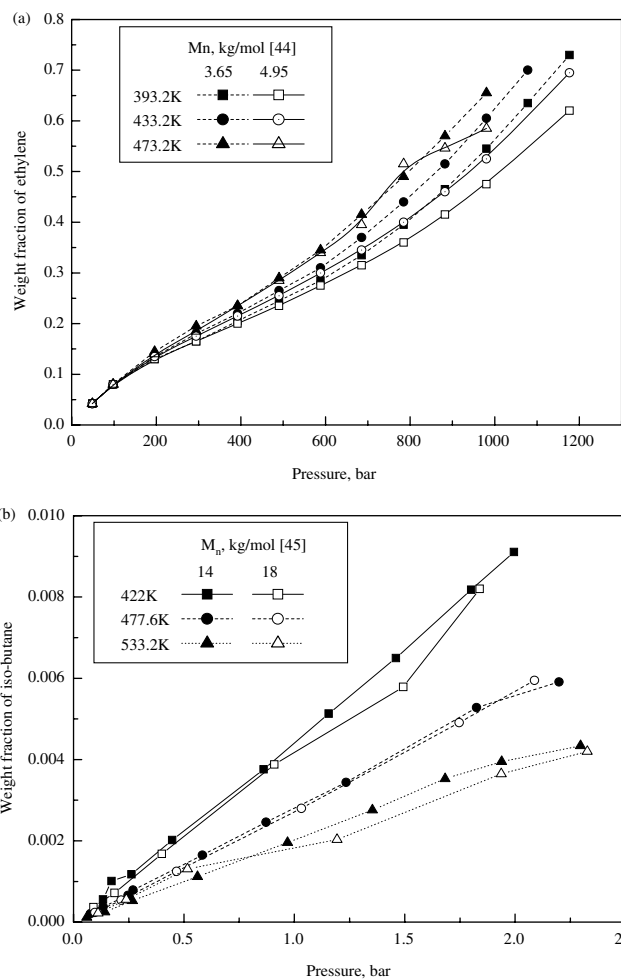 (a)
0.8
0.7
0.6
0.5
0.4
0.3
0.2
0.1
0.0
Weight fraction of ethylene
Mn, kg/mol [44]
3.65 4.95
393.2K
433.2K
473.2K
0 200 400 600 800 1000 1200
Pressure, bar
(b)
0.010
0.008
0.006
0.004
0.002
0.000
Weight fraction of iso-butane
Mn, kg/mol [45]
14 18
422K
477.6K
533.2K
0.0 0.5 1.0 1.5 2.0 2
Pressure, bar